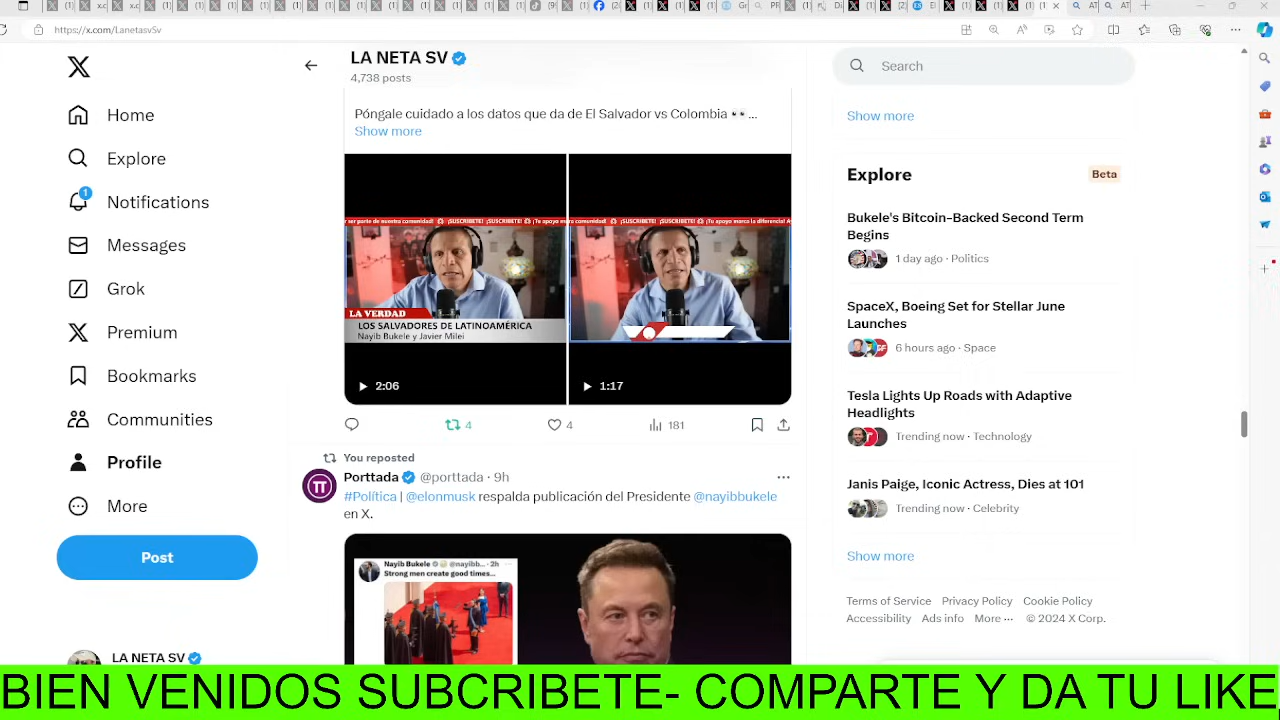 https://x.com/LanetasvSv
LA NETA SV
4,738 posts
Home
Explore
Notifications
1
Messages
Grok
Premium
Bookmarks
Communities
Profile
More
Post
LA NETA SV
Póngale cuidado a los datos que da de El Salvador vs Colombia 👀...
Show more
LA VERDAD
LOS SALVADORES DE LATINOAMÉRICA
Nayib Bukele y Javier Milei
2:06
1:17
4
4
181
You reposted
Porttada @porttada · 9h
#Política | @elonmusk respalda publicación del Presidente @nayibbukele
en X.
Nayib Bukele @nayibb... · 2h
Strong men create good times...
Search
Show more
Explore
Beta
Bukele's Bitcoin-Backed Second Term
Begins
1 day ago · Politics
SpaceX, Boeing Set for Stellar June
Launches
6 hours ago · Space
Tesla Lights Up Roads with Adaptive
Headlights
Trending now · Technology
Janis Paige, Iconic Actress, Dies at 101
Trending now · Celebrity
Show more
Terms of Service Privacy Policy Cookie Policy
Accessibility Ads info More ··· © 2024 X Corp.
BIEN VENIDOS SUBCRIBETE- COMPARTE Y DA TU LIKE,